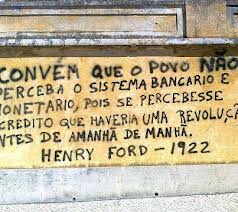 CONVÉM QUE O POVO NÃO
PERCEBA O SISTEMA BANCARIO E
MONETARIO, POIS SE PERCEBESSE
ACREDITO QUE HAVERIA UMA REVOLUÇÃO
ANTES DE AMANHÃ DE MANHÃ.
HENRY FORD - 1922